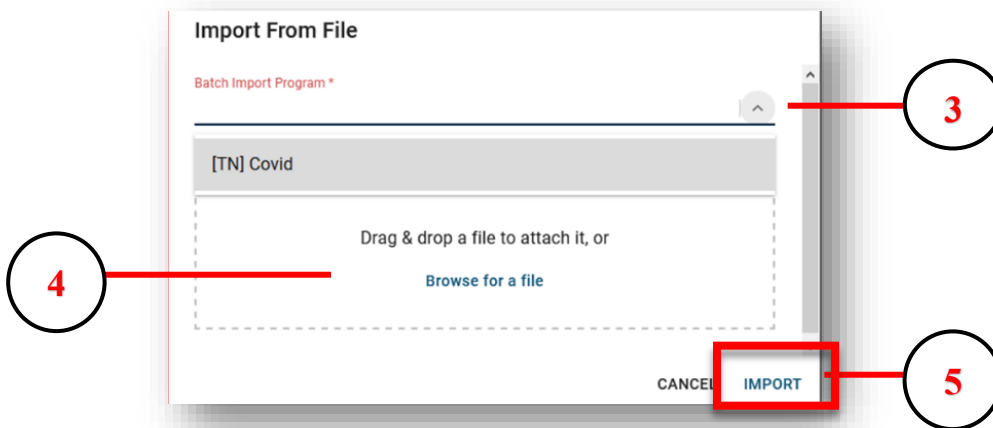 Import From File
Batch Import Program *
3
[TN] Covid
Drag & drop a file to attach it, or
4
Browse for a file
CANCEL IMPORT
5